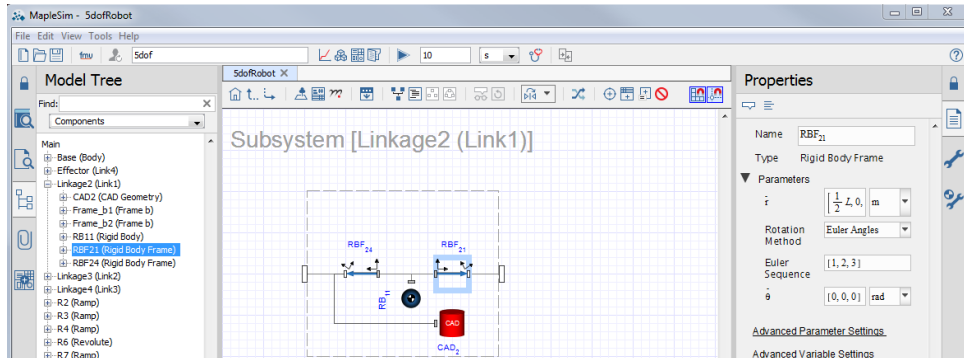 MapleSim - 5dofRobot
File Edit View Tools Help
fmu 5dof 10 s
Model Tree
Find:
Components
Main
Base (Body)
Effector (Link4)
Linkage2 (Link1)
CAD2 (CAD Geometry)
Frame_b1 (Frame b)
Frame_b2 (Frame b)
RB11 (Rigid Body)
RBF21 (Rigid Body Frame)
RBF24 (Rigid Body Frame)
Linkage3 (Link2)
Linkage4 (Link3)
R2 (Ramp)
R3 (Ramp)
R4 (Ramp)
R6 (Revolute)
R7 (Ramp)
5dofRobot
Subsystem [Linkage2 (Link1)]
RBF24
RBF21
RB11
CAD
CAD2
Properties
Name RBF21
Type Rigid Body Frame
Parameters
r̄ [1/2 L, 0, m
Rotation Method Euler Angles
Euler Sequence [1, 2, 3]
θ̄ [0, 0, 0] rad
Advanced Parameter Settings
Advanced Variable Settings